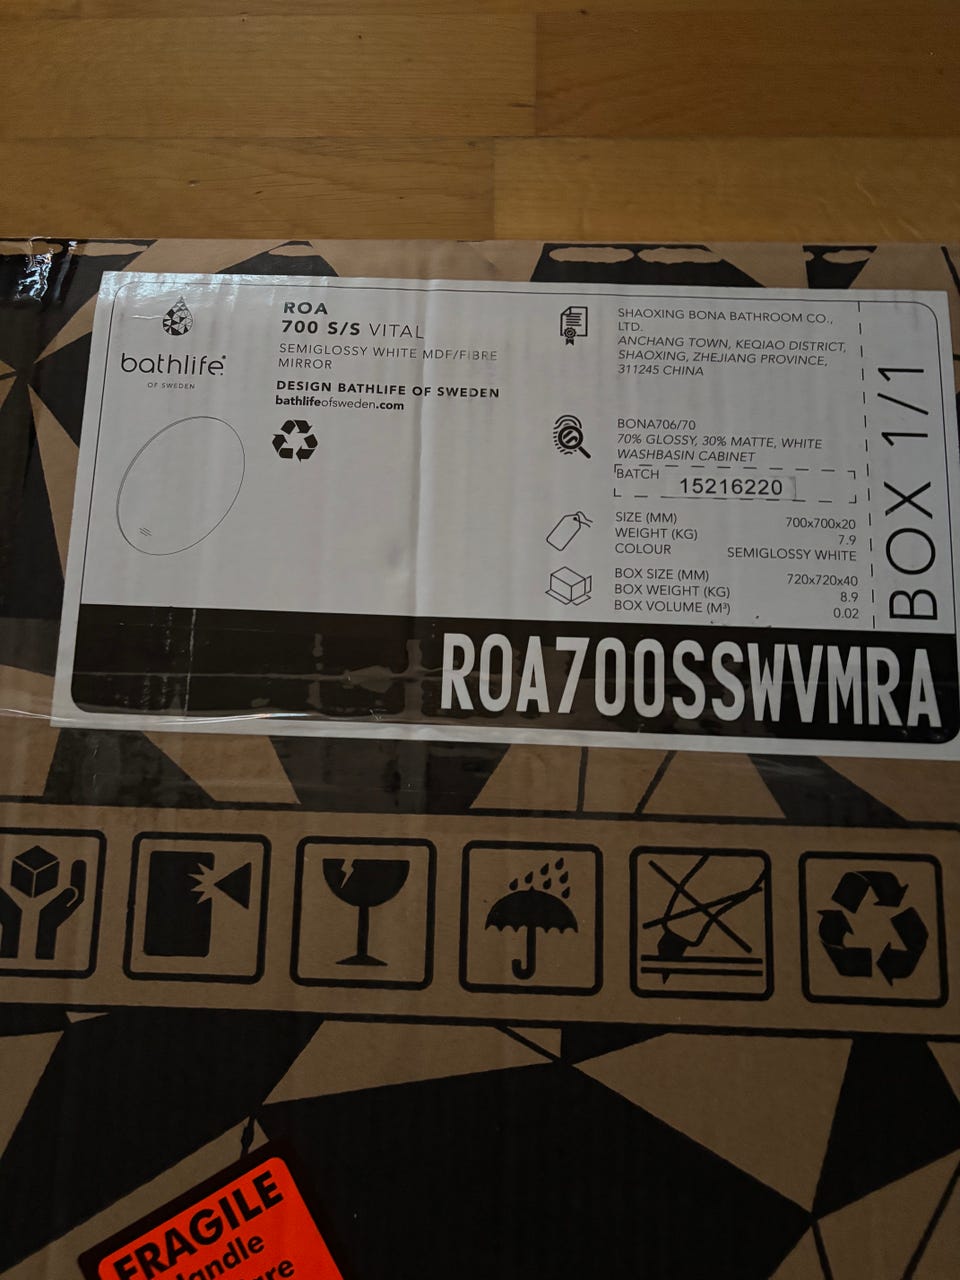 bathlife®
OF SWEDEN
ROA
700 S/S VITAL
SEMIGLOSSY WHITE MDF/FIBRE
MIRROR
DESIGN BATHLIFE OF SWEDEN
bathlifeofsweden.com
SHAOXING BONA BATHROOM CO.,
LTD.
ANCHANG TOWN, KEQIAO DISTRICT,
SHAOXING, ZHEJIANG PROVINCE,
311245 CHINA
BONA706/70
70% GLOSSY, 30% MATTE, WHITE
WASHBASIN CABINET
BATCH 15216220
SIZE (MM) 700x700x20
WEIGHT (KG) 7.9
COLOUR SEMIGLOSSY WHITE
BOX SIZE (MM) 720x720x40
BOX WEIGHT (KG) 8.9
BOX VOLUME (M³) 0.02
BOX 1/1
ROA700SSWVMRA
FRAGILE